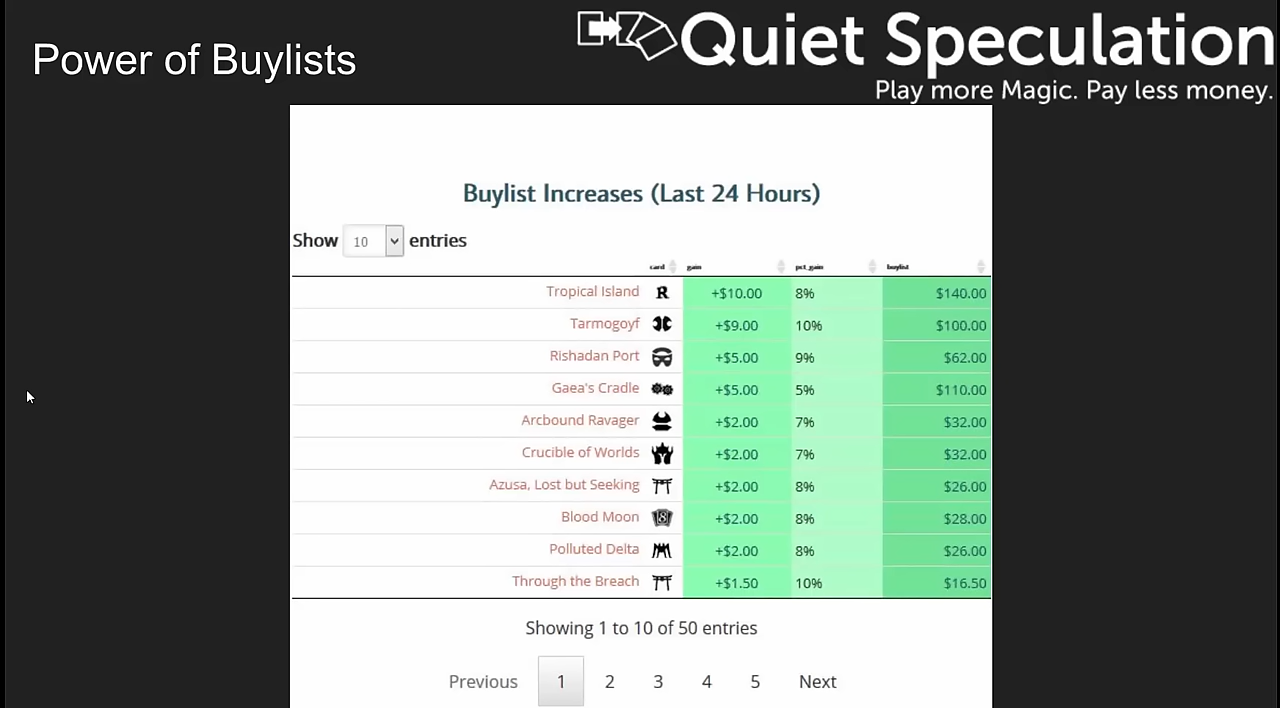 Power of Buylists
Quiet Speculation
Play more Magic. Pay less money.
Buylist Increases (Last 24 Hours)
Show 10 entries
card gain pct_gain buylist
Tropical Island +$10.00 8% $140.00
Tarmogoyf +$9.00 10% $100.00
Rishadan Port +$5.00 9% $62.00
Gaea's Cradle +$5.00 5% $110.00
Arcbound Ravager +$2.00 7% $32.00
Crucible of Worlds +$2.00 7% $32.00
Azusa, Lost but Seeking +$2.00 8% $26.00
Blood Moon +$2.00 8% $28.00
Polluted Delta +$2.00 8% $26.00
Through the Breach +$1.50 10% $16.50
Showing 1 to 10 of 50 entries
Previous 1 2 3 4 5 Next